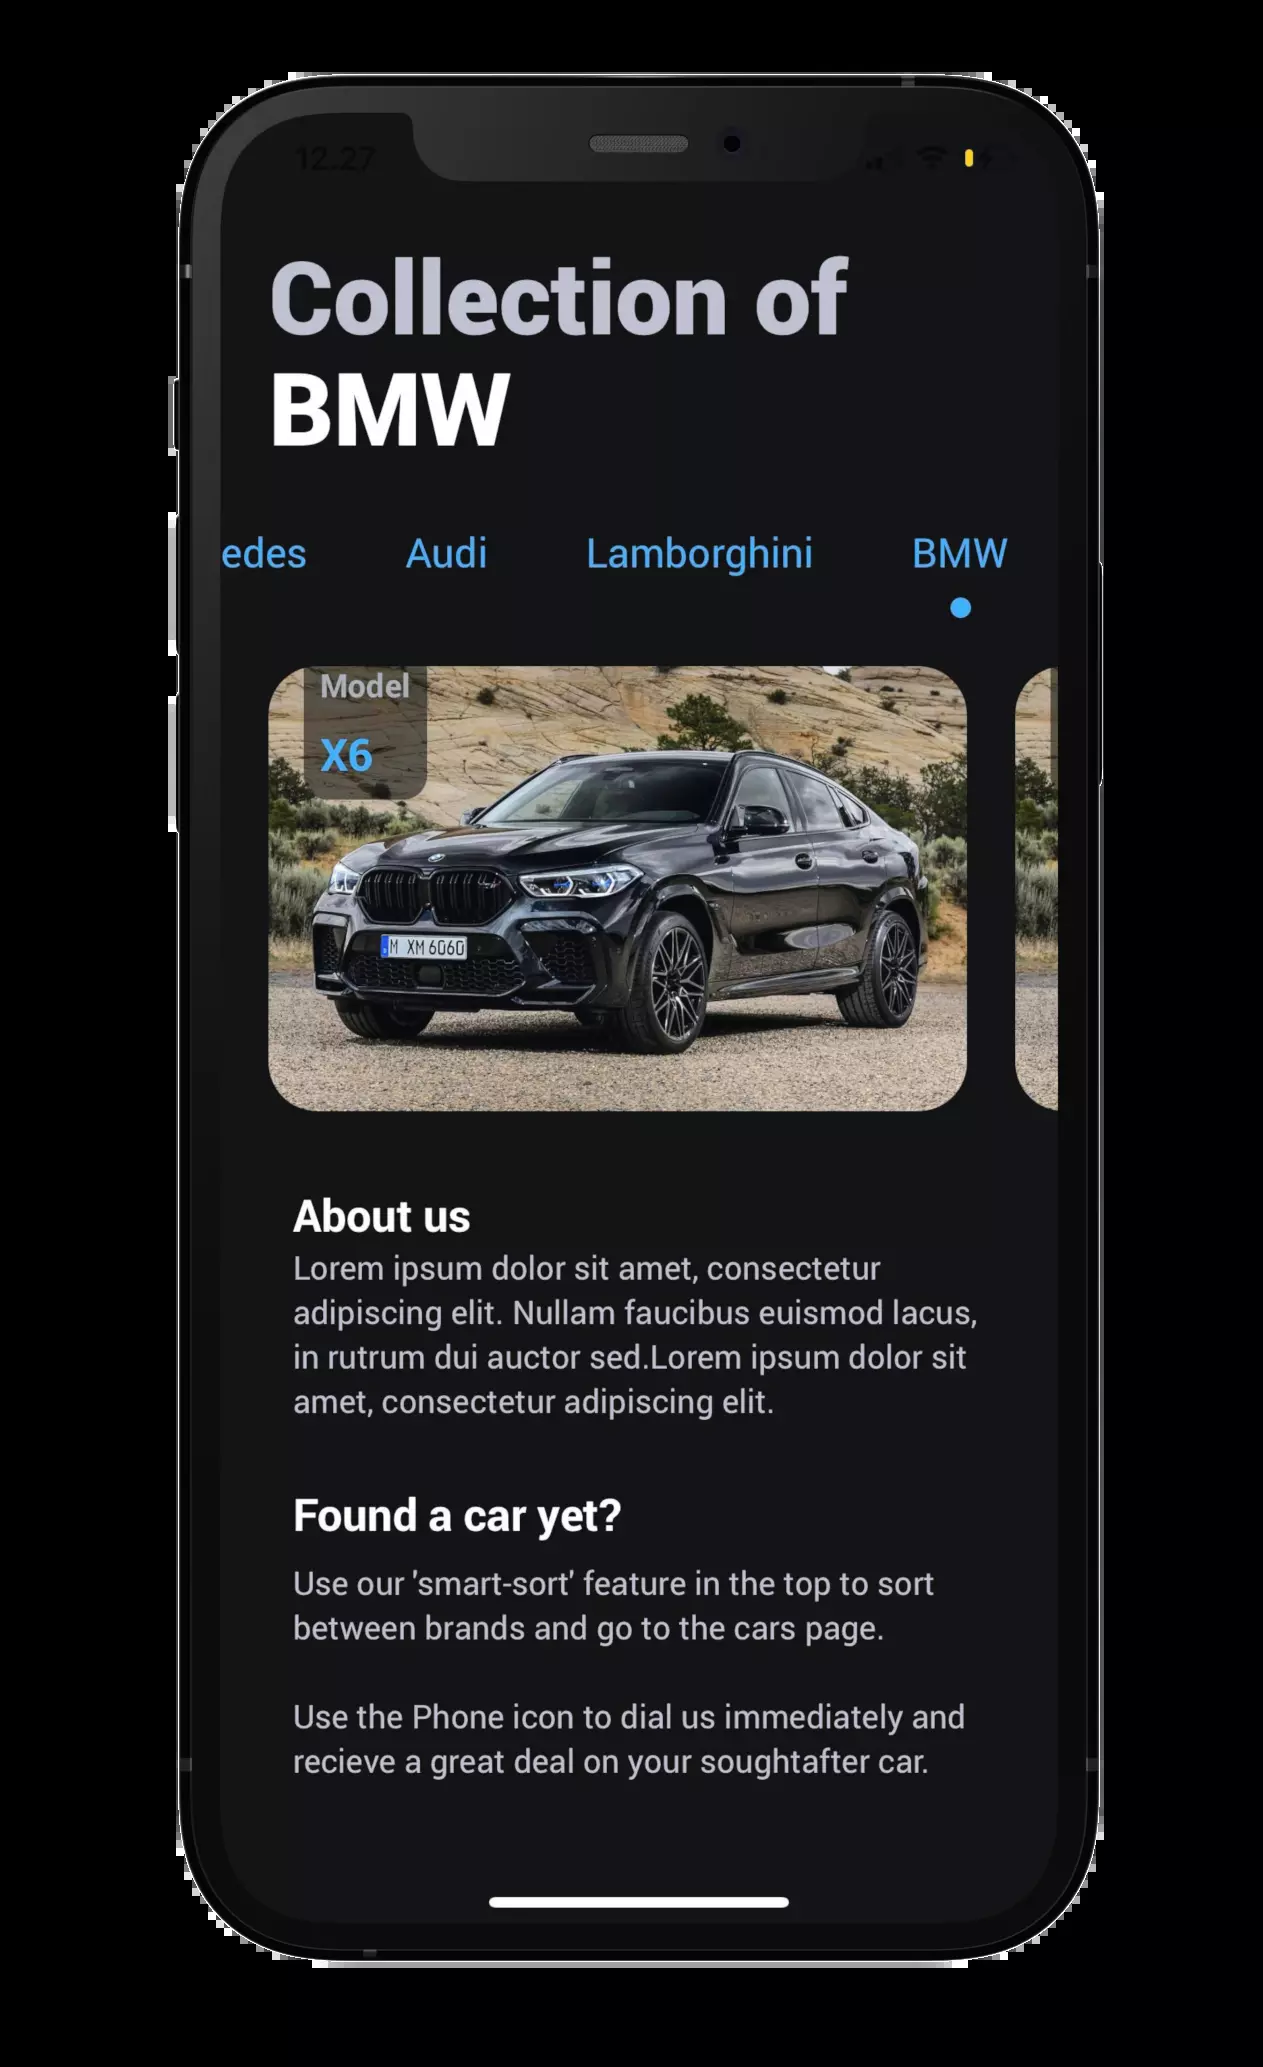 12.27
Collection of
BMW
edes Audi Lamborghini BMW
Model
X6
M XM 6060
About us
Lorem ipsum dolor sit amet, consectetur
adipiscing elit. Nullam faucibus euismod lacus,
in rutrum dui auctor sed.Lorem ipsum dolor sit
amet, consectetur adipiscing elit.
Found a car yet?
Use our 'smart-sort' feature in the top to sort
between brands and go to the cars page.
Use the Phone icon to dial us immediately and
recieve a great deal on your soughtafter car.